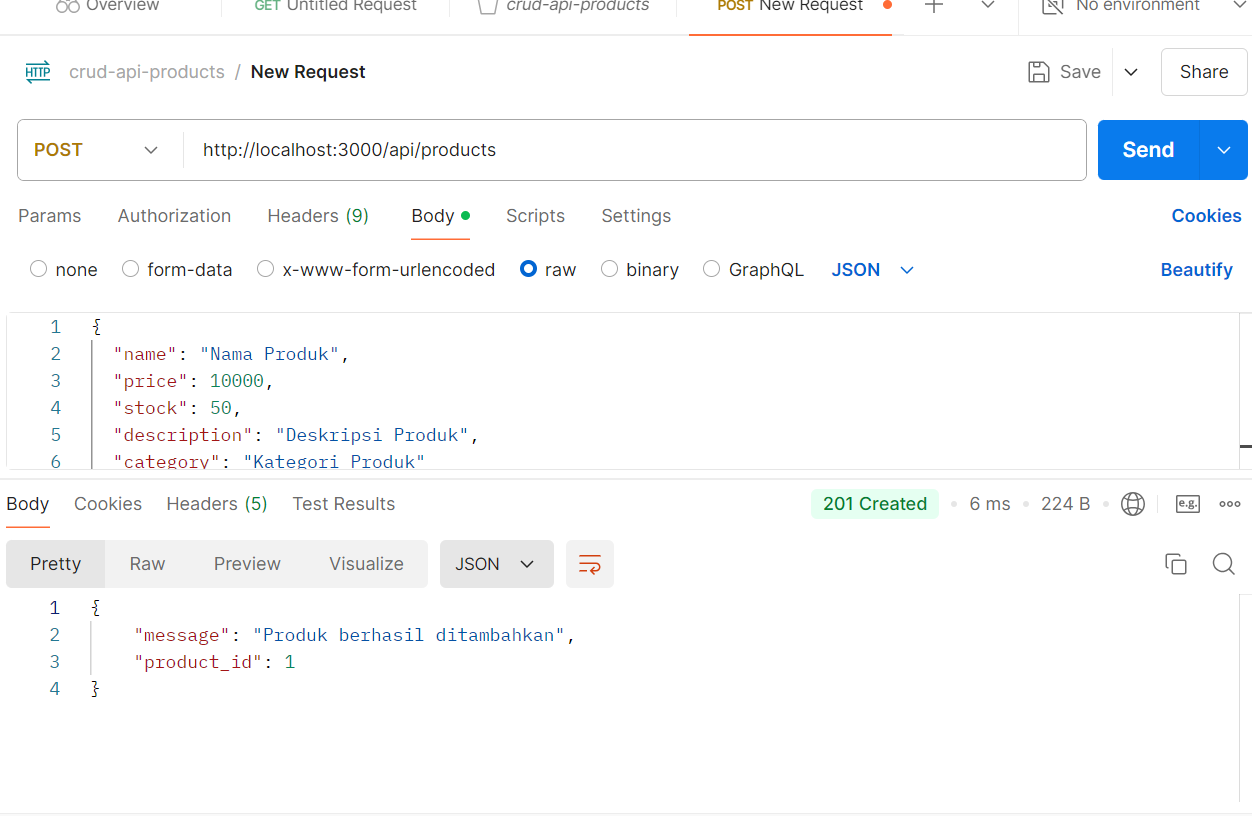 Overview GET Untitled Request crud-api-products POST New Request No environment
HTTP crud-api-products / New Request Save Share
POST http://localhost:3000/api/products Send
Params Authorization Headers (9) Body Scripts Settings Cookies
none form-data x-www-form-urlencoded raw binary GraphQL JSON Beautify
1 {
2 "name": "Nama Produk",
3 "price": 10000,
4 "stock": 50,
5 "description": "Deskripsi Produk",
6 "category": "Kategori Produk"
Body Cookies Headers (5) Test Results 201 Created • 6 ms • 224 B • e.g.
Pretty Raw Preview Visualize JSON
1 {
2 "message": "Produk berhasil ditambahkan",
3 "product_id": 1
4 }